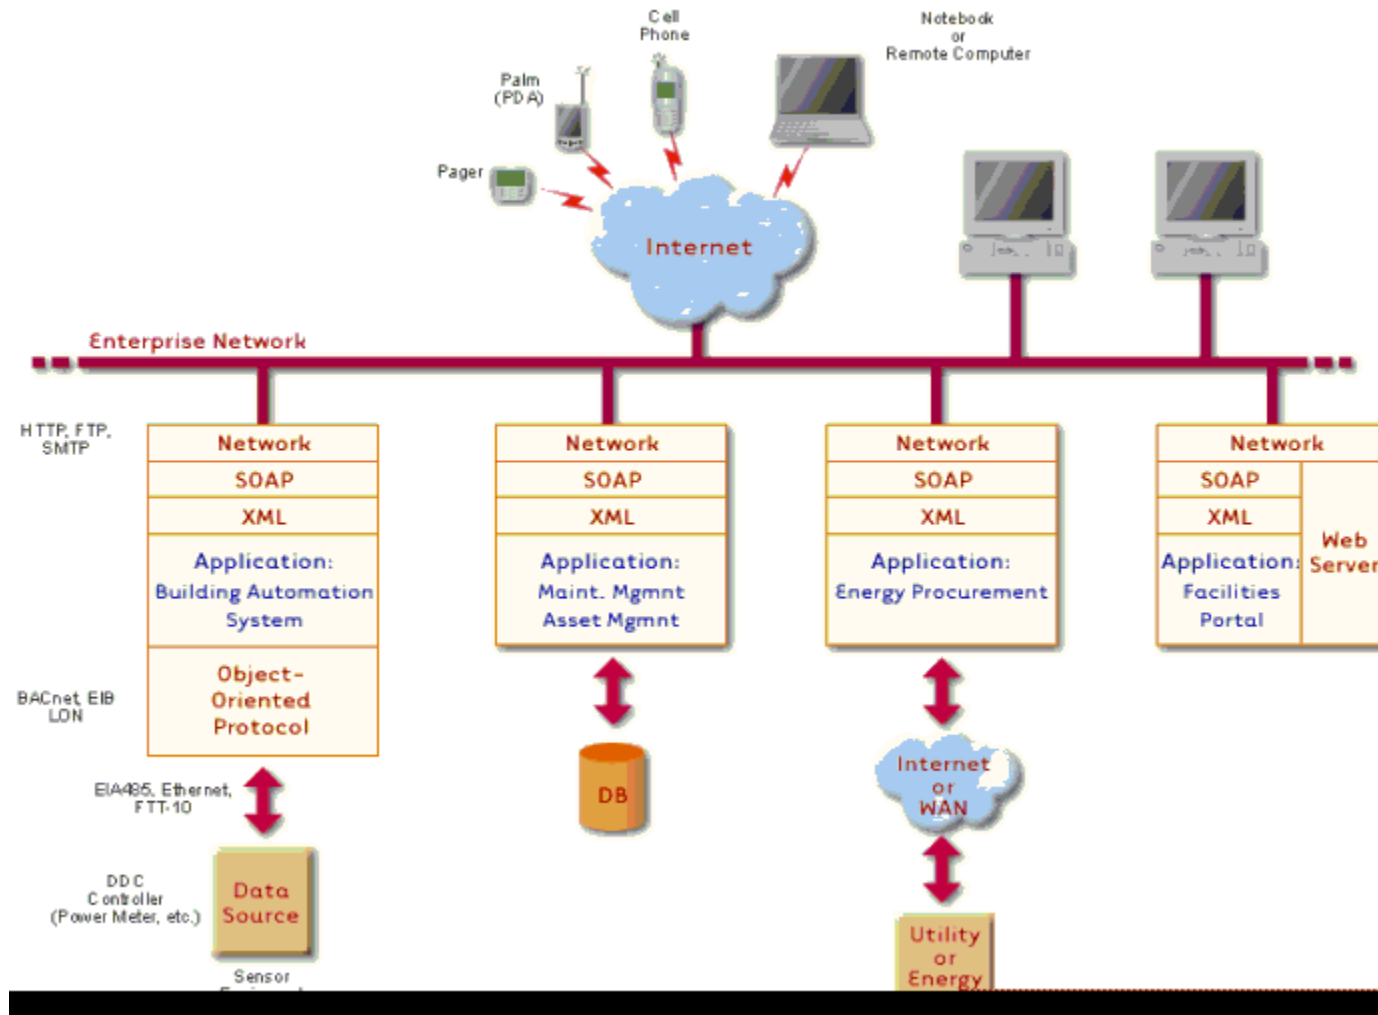 Cell
Phone
Notebook
or
Remote Computer
Palm
(PDA)
Pager
Internet
Enterprise Network
HTTP, FTP,
SMTP
Network
SOAP
XML
Application:
Building Automation
System
Object-
Oriented
Protocol
Network
SOAP
XML
Application:
Maint. Mgmnt
Asset Mgmnt
Network
SOAP
XML
Application:
Energy Procurement
Network
SOAP
XML
Application:
Facilities
Portal
Web
Server
BACnet, EIB
LON
EIA485, Ethernet,
FTT-10
DB
Internet
or
WAN
DDC
Controller
(Power Meter, etc.)
Data
Source
Utility
or
Energy
Sensor